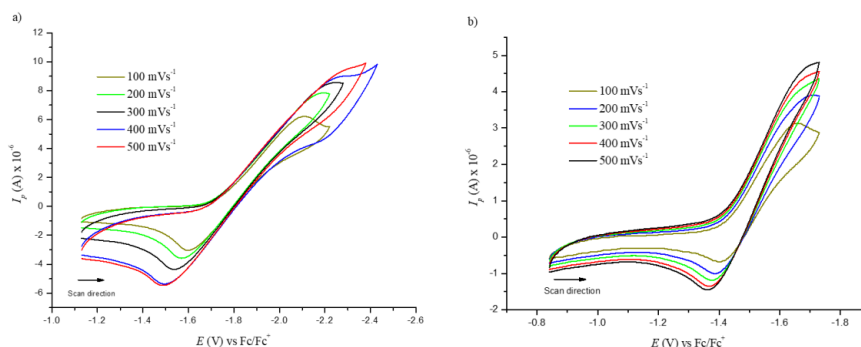 a)
I_p (A) x 10⁻⁶
12
10
8
6
4
2
0
-2
-4
-6
100 mVs⁻¹
200 mVs⁻¹
300 mVs⁻¹
400 mVs⁻¹
500 mVs⁻¹
Scan direction
-1.0 -1.2 -1.4 -1.6 -1.8 -2.0 -2.2 -2.4 -2.6
E (V) vs Fc/Fc⁺
b)
I_p (A) x 10⁻⁶
5
4
3
2
1
0
-1
-2
100 mVs⁻¹
200 mVs⁻¹
300 mVs⁻¹
400 mVs⁻¹
500 mVs⁻¹
Scan direction
-0.8 -1.0 -1.2 -1.4 -1.6 -1.8
E (V) vs Fc/Fc⁺